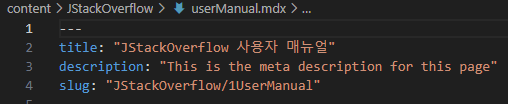 content > JStackOverflow > userManual.mdx > ...
1 ---
2 title: "JStackOverflow 사용자 매뉴얼"
3 description: "This is the meta description for this page"
4 slug: "JStackOverflow/1UserManual"